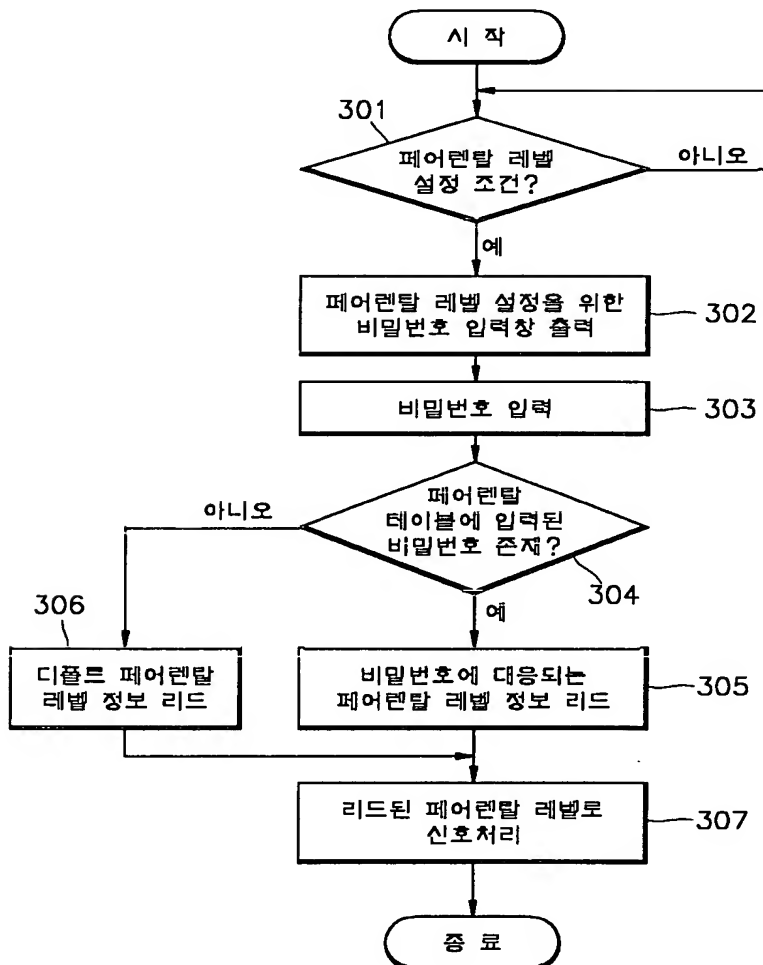 시 작
301
페어렌탈 레벨
설정 조건?
아니오
예
페어렌탈 레벨 설정을 위한
비밀번호 입력창 출력
302
비밀번호 입력
303
페어렌탈
테이블에 입력된
비밀번호 존재?
아니오
304
예
306
디폴트 페어렌탈
레벨 정보 리드
비밀번호에 대응되는
페어렌탈 레벨 정보 리드
305
리드된 페어렌탈 레벨로
신호처리
307
종 료